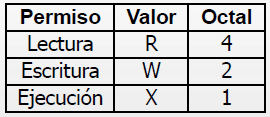 Permiso Valor Octal
Lectura R 4
Escritura W 2
Ejecución X 1